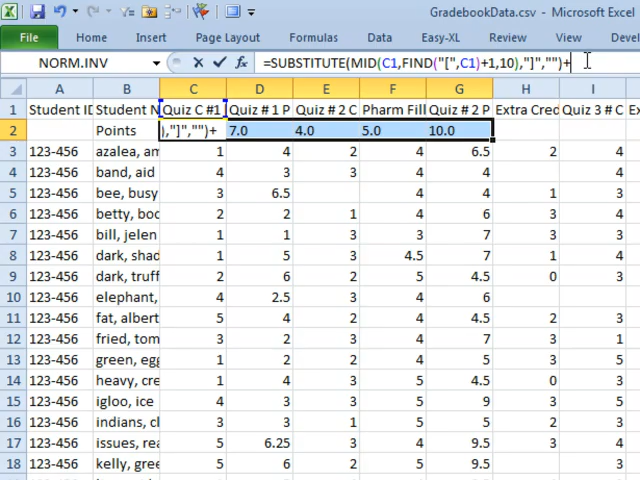 GradebookData.csv - Microsoft Excel
File Home Insert Page Layout Formulas Easy-XL Review View Devel
NORM.INV =SUBSTITUTE(MID(C1,FIND("[",C1)+1,10),"]","")+
A B C D E F G H I
1 Student ID Student N Quiz C #1 Quiz # 1 P Quiz # 2 C Pharm Fill Quiz # 2 P Extra Cred Quiz 3 # C Ex
2 Points ),"]","")+ 7.0 4.0 5.0 10.0
3 123-456 azalea, am 1 4 2 4 6.5 2 4
4 123-456 band, aid 4 3 3 4 4 4
5 123-456 bee, busy 3 6.5 4 4 1 3
6 123-456 betty, boo 2 2 1 4 6 3 4
7 123-456 bill, jelen 1 1 3 3 7 3 3
8 123-456 dark, shad 1 5 3 4.5 7 1 4
9 123-456 dark, truff 2 6 2 5 4.5 0 3
10 123-456 elephant, 4 2.5 3 4 6
11 123-456 fat, albert 5 4 2 4 4.5 2 3
12 123-456 fried, tom 3 2 3 4 7 3 1
13 123-456 green, egg 1 2 2 4 5 3 5
14 123-456 heavy, cre 1 4 3 5 4.5 0 3
15 123-456 igloo, ice 4 3 3 5 9 3 5
16 123-456 indians, cl 3 3 1 5 5 2 3
17 123-456 issues, rea 5 6.25 3 4 9.5 3 4
18 123-456 kelly, gree 5 6 2 5 9.5 4